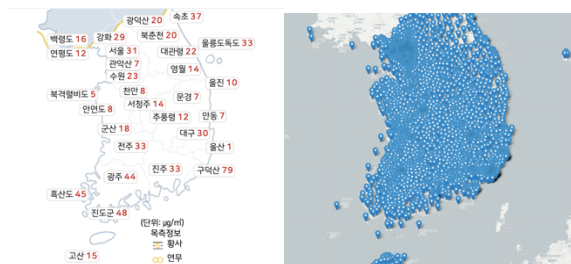 속초 37
광덕산 20
북춘천 20
강화 29
백령도 16
울릉도독도 33
서울 31
대관령 22
연평도 12
관악산 7
영월 14
수원 23
울진 10
천안 8
북격렬비도 5
문경 7
서청주 14
안면도 8
안동 7
추풍령 12
군산 18
대구 30
전주 33
울산 1
진주 33
구덕산 79
광주 44
흑산도 45
진도군 48
(단위: μg/㎥)
목측정보
황사
고산 15
연무